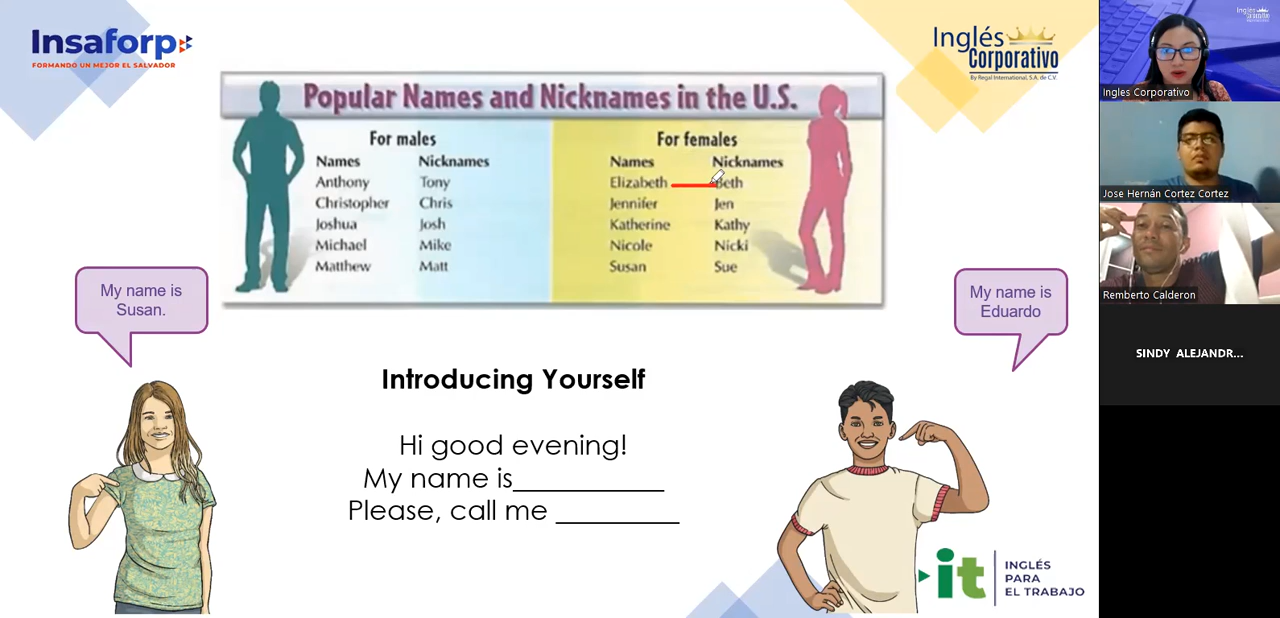 Insaforp
FORMANDO UN MEJOR EL SALVADOR
Inglés
Corporativo
By Regal International, S.A. de C.V.
Popular Names and Nicknames in the U.S.
For males
Names Nicknames
Anthony Tony
Christopher Chris
Joshua Josh
Michael Mike
Matthew Matt
For females
Names Nicknames
Elizabeth Beth
Jennifer Jen
Katherine Kathy
Nicole Nicki
Susan Sue
My name is
Susan.
My name is
Eduardo
Introducing Yourself
Hi good evening!
My name is___________
Please, call me _________
it
INGLÉS
PARA
EL TRABAJO
Ingles Corporativo
Jose Hernán Cortez Cortez
Remberto Calderon
SINDY ALEJANDR...